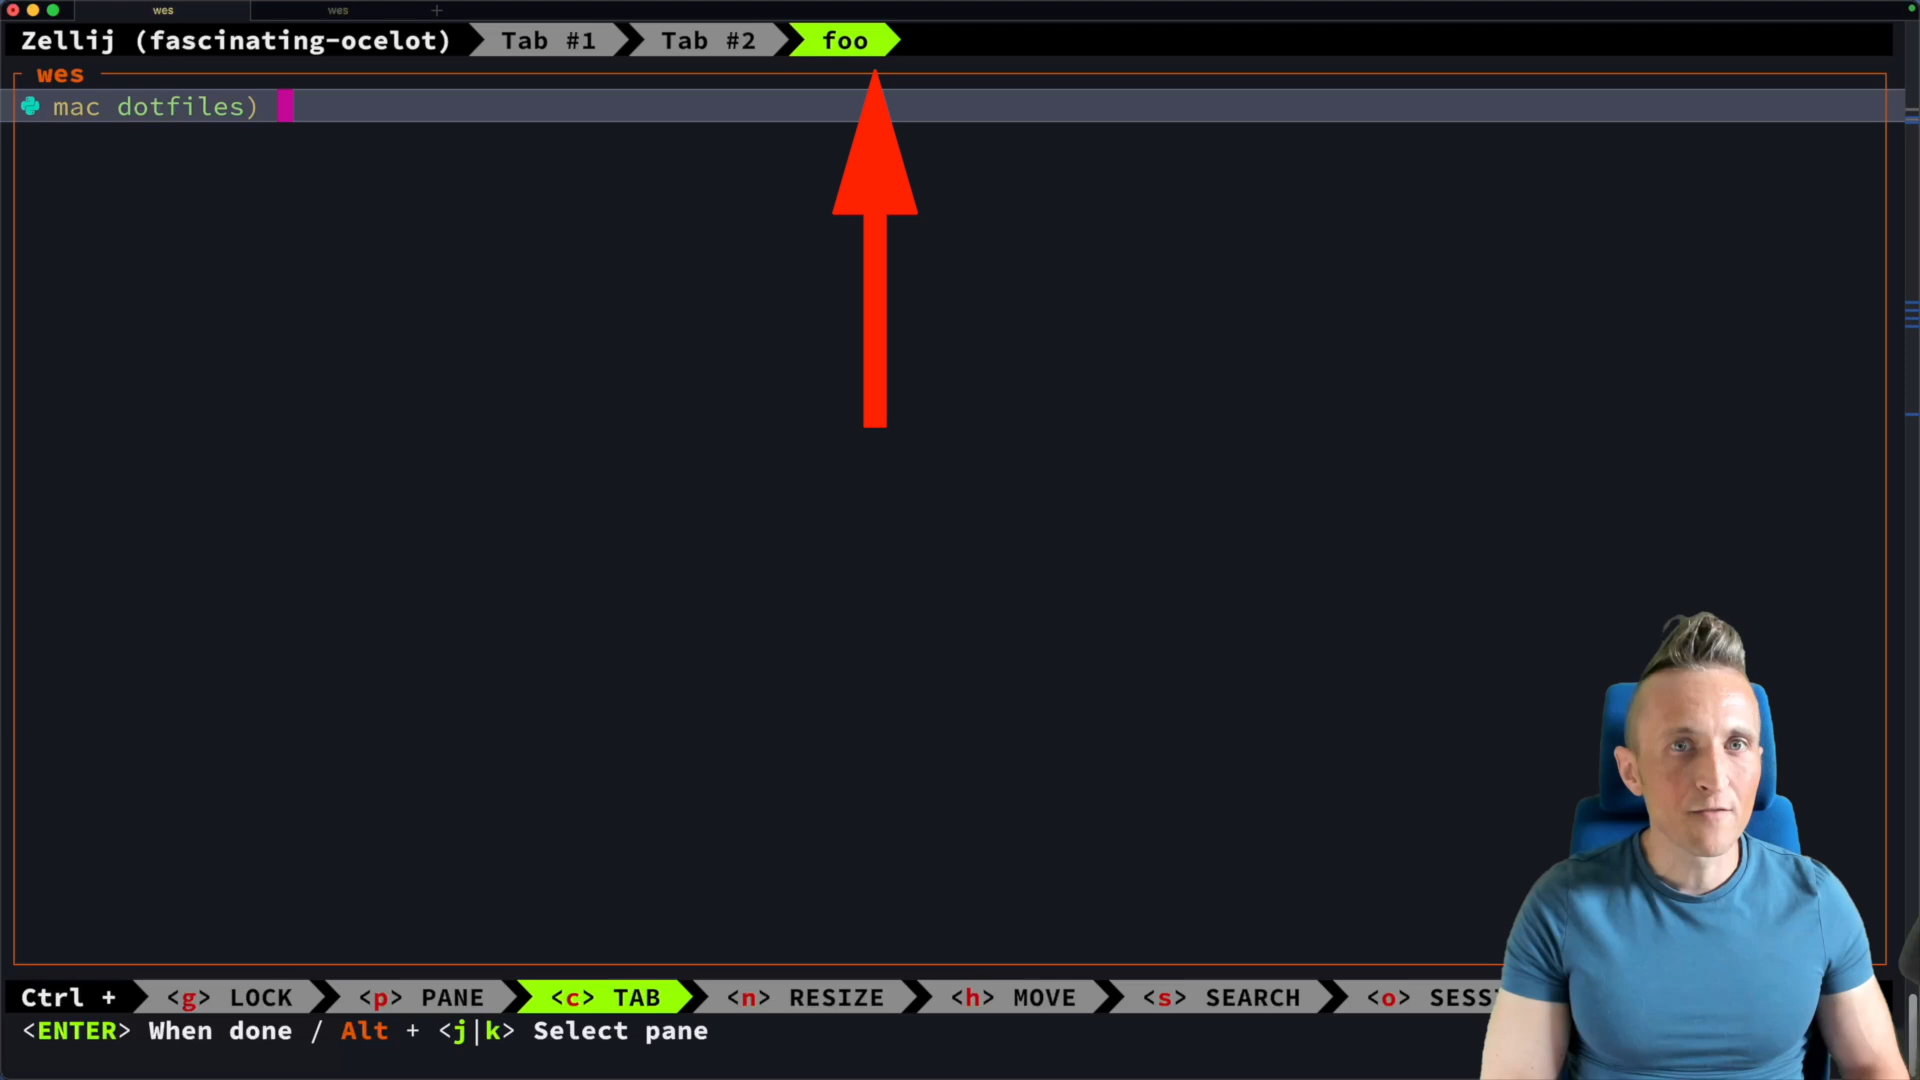 wes wes +
Zellij (fascinating-ocelot) Tab #1 Tab #2 foo
wes
mac dotfiles)
Ctrl + <g> LOCK <p> PANE <c> TAB <n> RESIZE <h> MOVE <s> SEARCH <o> SESS
<ENTER> When done / Alt + <j|k> Select pane